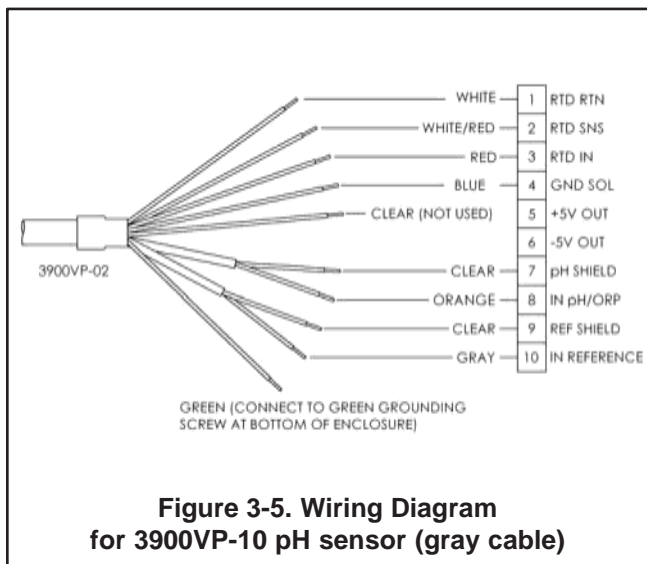 WHITE 1 RTD RTN
WHITE/RED 2 RTD SNS
RED 3 RTD IN
BLUE 4 GND SOL
CLEAR (NOT USED) 5 +5V OUT
6 -5V OUT
3900VP-02
CLEAR 7 pH SHIELD
ORANGE 8 IN pH/ORP
CLEAR 9 REF SHIELD
GRAY 10 IN REFERENCE
GREEN (CONNECT TO GREEN GROUNDING
SCREW AT BOTTOM OF ENCLOSURE)
Figure 3-5. Wiring Diagram
for 3900VP-10 pH sensor (gray cable)